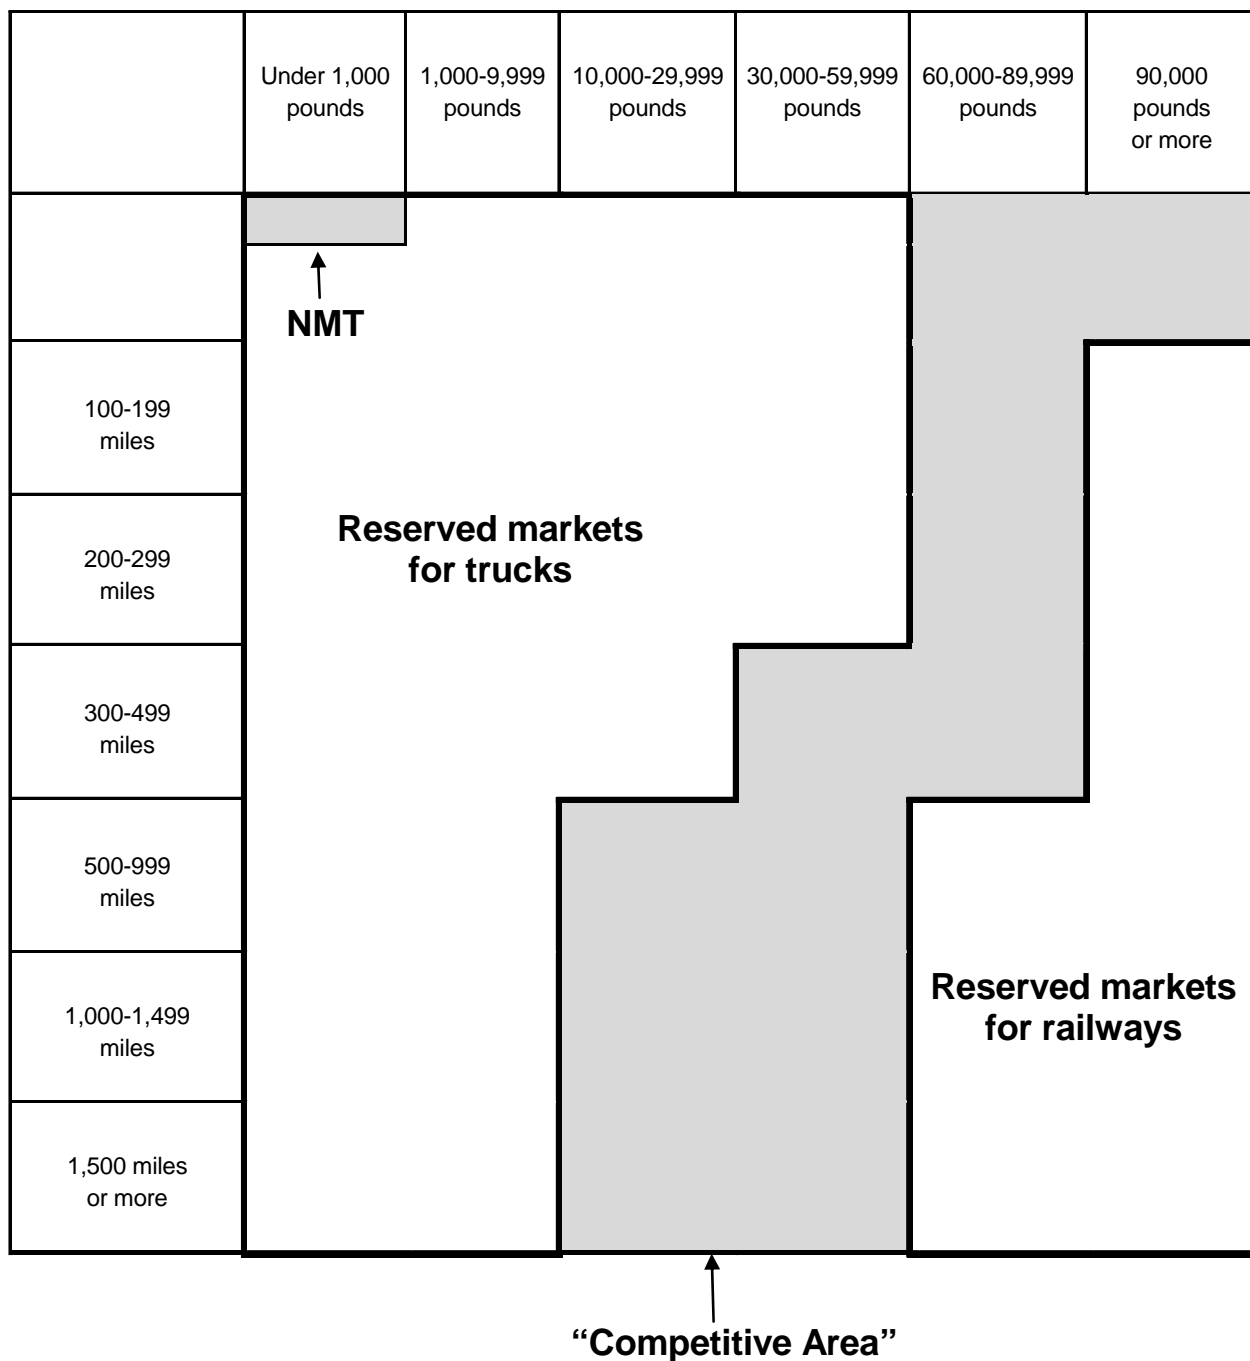 Under 1,000
pounds
1,000-9,999
pounds
10,000-29,999
pounds
30,000-59,999
pounds
60,000-89,999
pounds
90,000
pounds
or more
NMT
100-199
miles
200-299
miles
Reserved markets
for trucks
300-499
miles
500-999
miles
1,000-1,499
miles
Reserved markets
for railways
1,500 miles
or more
“Competitive Area”